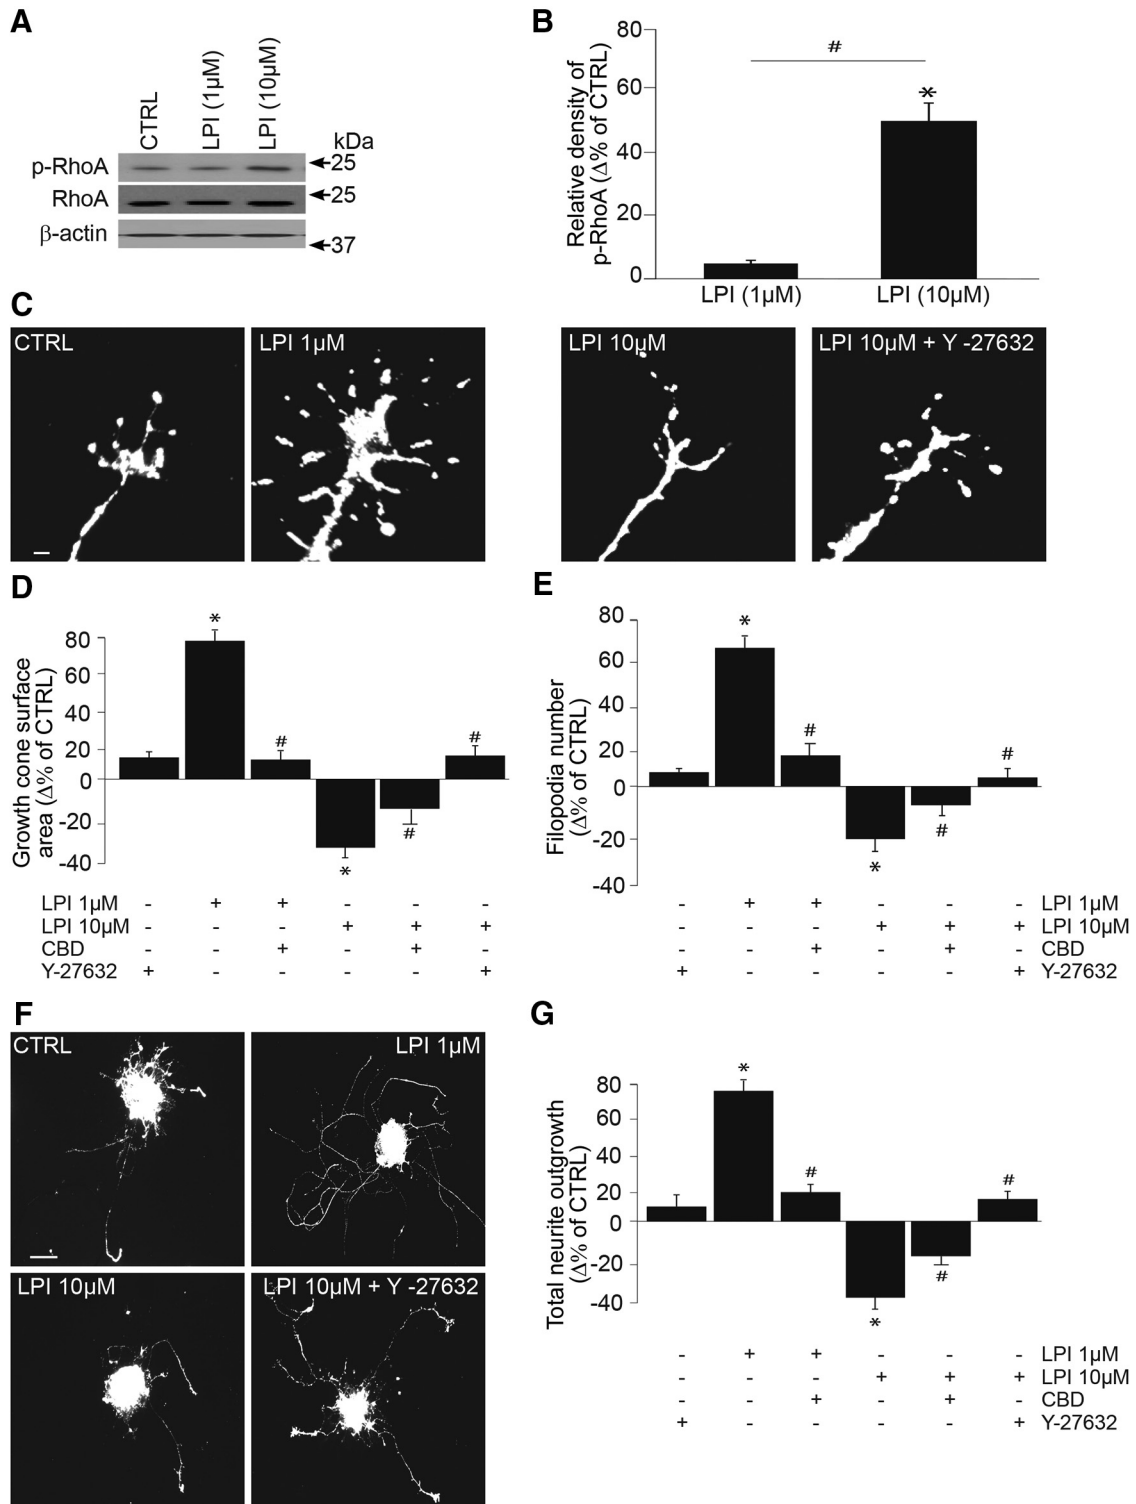 A
CTRL
LPI (1µM)
LPI (10µM)
kDa
p-RhoA
25
RhoA
25
β-actin
37
B
Relative density of
p-RhoA (Δ% of CTRL)
80
60
40
20
0
#
*
LPI (1µM)
LPI (10µM)
C
CTRL
LPI 1µM
LPI 10µM
LPI 10µM + Y -27632
D
Growth cone surface
area (Δ% of CTRL)
80
60
40
20
0
-20
-40
*
#
*
#
#
LPI 1µM - + + - - -
LPI 10µM - - - + + +
CBD - - + - + -
Y-27632 + - - - - +
E
Filopodia number
(Δ% of CTRL)
80
60
40
20
0
-20
-40
*
#
*
#
#
- + + - - - LPI 1µM
- - - + + + LPI 10µM
- - + - + - CBD
+ - - - - + Y-27632
F
CTRL
LPI 1µM
LPI 10µM
LPI 10µM + Y -27632
G
Total neurite outgrowth
(Δ% of CTRL)
80
60
40
20
0
-20
-40
*
#
*
#
#
- + + - - - LPI 1µM
- - - + + + LPI 10µM
- - + - + - CBD
+ - - - - + Y-27632